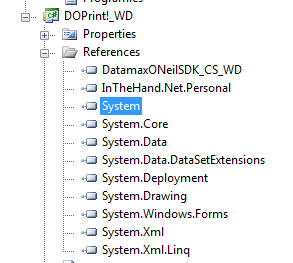 DOPrint!_WD
Properties
References
DatamaxONeilSDK_CS_WD
InTheHand.Net.Personal
System
System.Core
System.Data
System.Data.DataSetExtensions
System.Deployment
System.Drawing
System.Windows.Forms
System.Xml
System.Xml.Linq